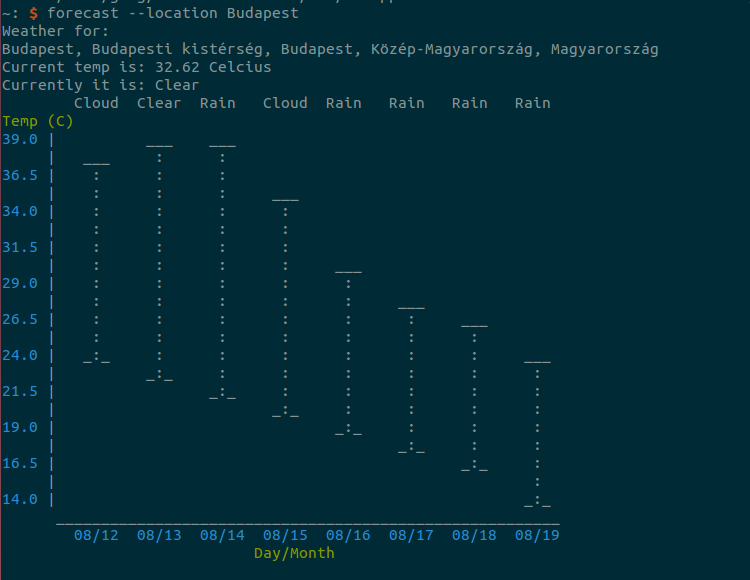 ~: $ forecast --location Budapest
Weather for:
Budapest, Budapesti kistérség, Budapest, Közép-Magyarország, Magyarország
Current temp is: 32.62 Celcius
Currently it is: Clear
Cloud Clear Rain Cloud Rain Rain Rain Rain
Temp (C)
39.0 |
36.5 |
34.0 |
31.5 |
29.0 |
26.5 |
24.0 |
21.5 |
19.0 |
16.5 |
14.0 |
08/12 08/13 08/14 08/15 08/16 08/17 08/18 08/19
Day/Month